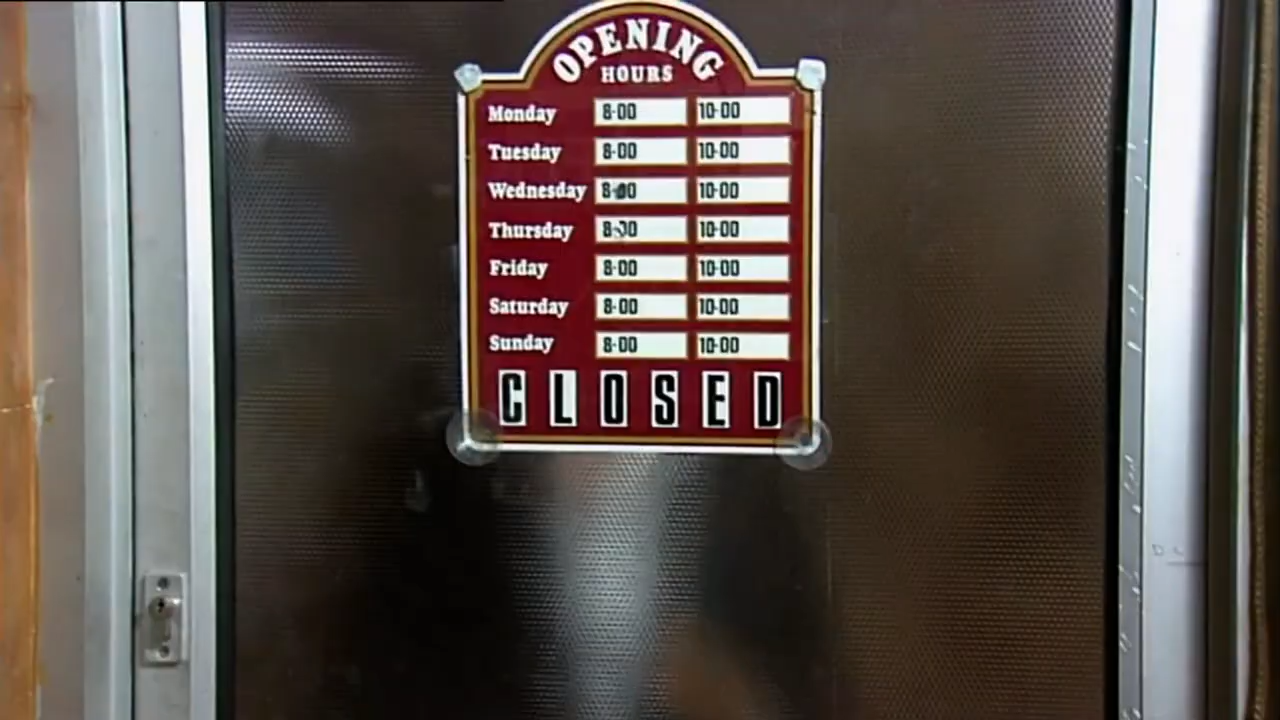 OPENING
HOURS
Monday 8·00 10·00
Tuesday 8·00 10·00
Wednesday 8·00 10·00
Thursday 8·00 10·00
Friday 8·00 10·00
Saturday 8·00 10·00
Sunday 8·00 10·00
CLOSED